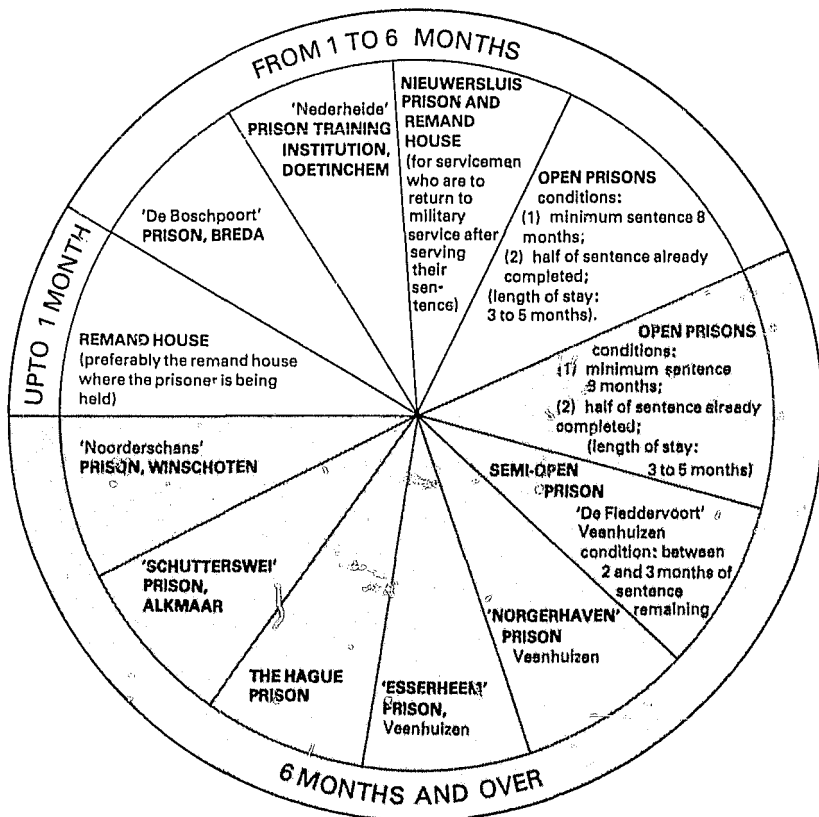 FROM 1 TO 6 MONTHS
'Nederheide'
PRISON TRAINING
INSTITUTION,
DOETINCHEM
NIEUWERSLUIS
PRISON AND
REMAND
HOUSE
(for servicemen
who are to
return to
military
service after
serving
their
sen-
tence)
OPEN PRISONS
conditions:
(1) minimum sentence 8
months;
(2) half of sentence already
completed;
(length of stay:
3 to 5 months).
'De Boschpoort'
PRISON, BREDA
UPTO 1 MONTH
REMAND HOUSE
(preferably the remand house
where the prisoner is being
held)
OPEN PRISONS
conditions:
(1) minimum sentence
months;
(2) half of sentence already
completed;
(length of stay:
3 to 5 months)
SEMI-OPEN
PRISON
'De Fleddervoort'
Veenhuizen
condition: between
2 and 3 months of
sentence
remaining
'Noorderschans'
PRISON, WINSCHOTEN
'SCHUTTERSWEI'
PRISON,
ALKMAAR
THE HAGUE
PRISON
'ESSERHEEM'
PRISON,
Veenhuizen
'NORGERHAVEN'
PRISON
Veenhuizen
6 MONTHS AND OVER